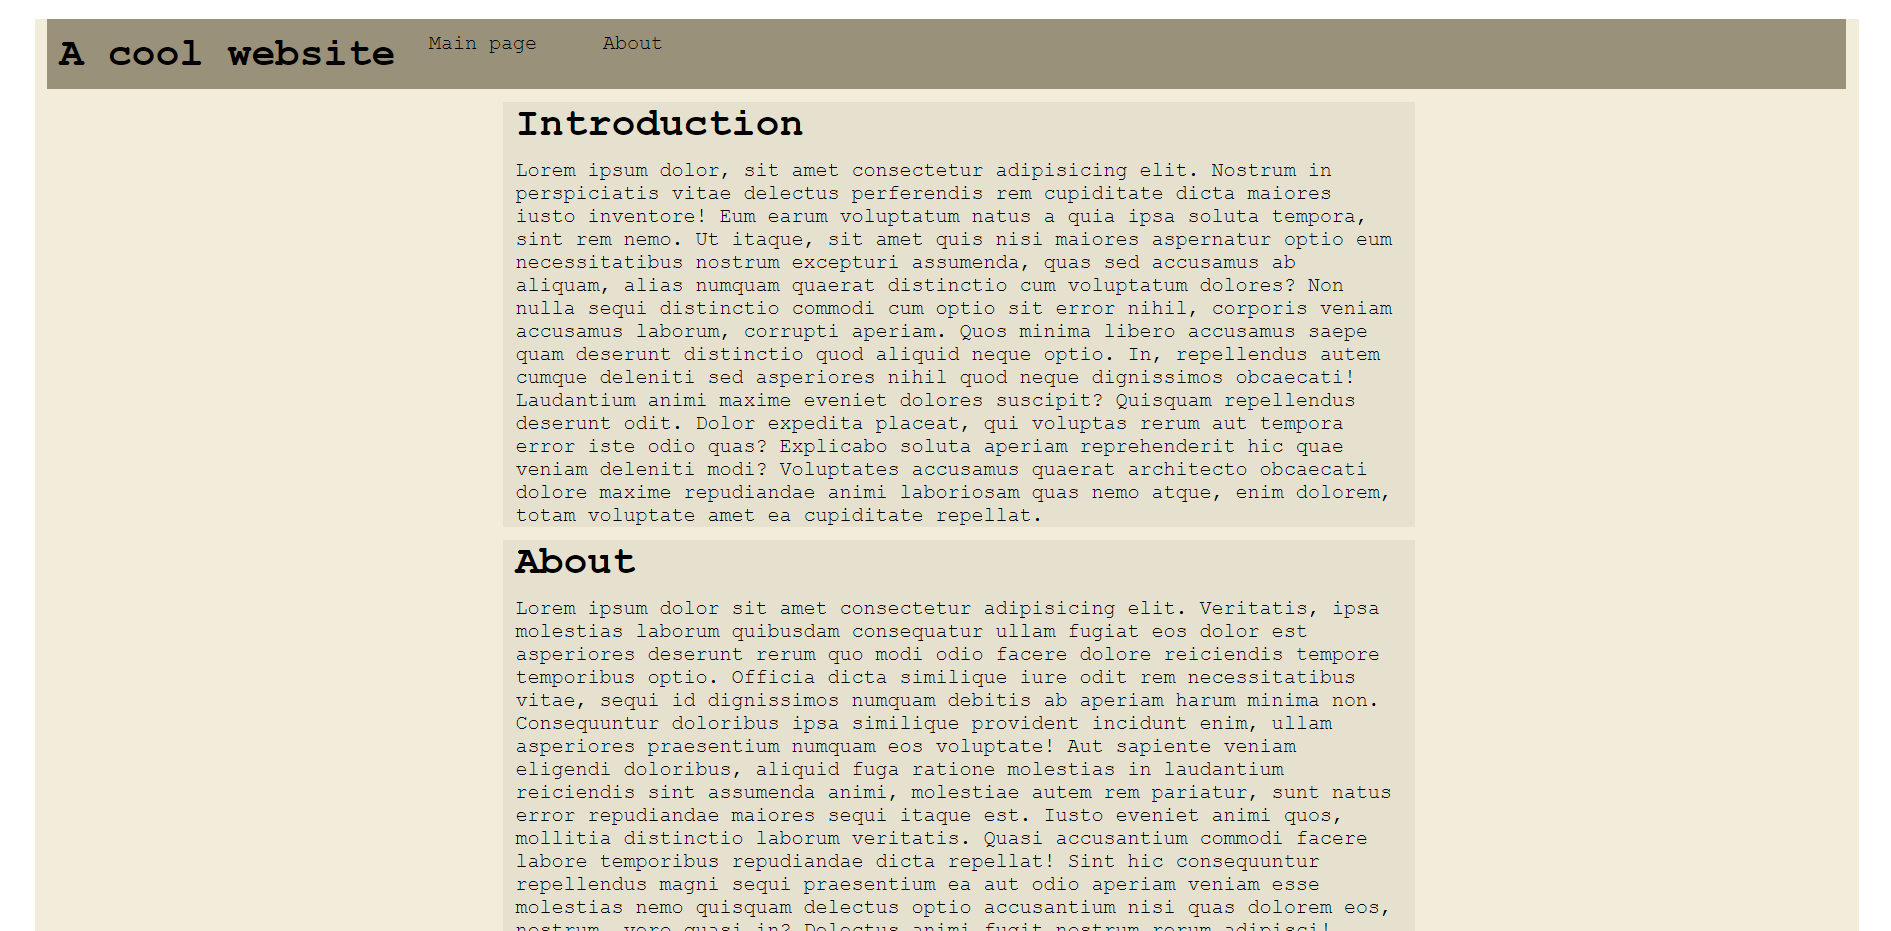 A cool website Main page About
Introduction
Lorem ipsum dolor, sit amet consectetur adipisicing elit. Nostrum in
perspiciatis vitae delectus perferendis rem cupiditate dicta maiores
iusto inventore! Eum earum voluptatum natus a quia ipsa soluta tempora,
sint rem nemo. Ut itaque, sit amet quis nisi maiores aspernatur optio eum
necessitatibus nostrum excepturi assumenda, quas sed accusamus ab
aliquam, alias numquam quaerat distinctio cum voluptatum dolores? Non
nulla sequi distinctio commodi cum optio sit error nihil, corporis veniam
accusamus laborum, corrupti aperiam. Quos minima libero accusamus saepe
quam deserunt distinctio quod aliquid neque optio. In, repellendus autem
cumque deleniti sed asperiores nihil quod neque dignissimos obcaecati!
Laudantium animi maxime eveniet dolores suscipit? Quisquam repellendus
deserunt odit. Dolor expedita placeat, qui voluptas rerum aut tempora
error iste odio quas? Explicabo soluta aperiam reprehenderit hic quae
veniam deleniti modi? Voluptates accusamus quaerat architecto obcaecati
dolore maxime repudiandae animi laboriosam quas nemo atque, enim dolorem,
totam voluptate amet ea cupiditate repellat.
About
Lorem ipsum dolor sit amet consectetur adipisicing elit. Veritatis, ipsa
molestias laborum quibusdam consequatur ullam fugiat eos dolor est
asperiores deserunt rerum quo modi odio facere dolore reiciendis tempore
temporibus optio. Officia dicta similique iure odit rem necessitatibus
vitae, sequi id dignissimos numquam debitis ab aperiam harum minima non.
Consequuntur doloribus ipsa similique provident incidunt enim, ullam
asperiores praesentium numquam eos voluptate! Aut sapiente veniam
eligendi doloribus, aliquid fuga ratione molestias in laudantium
reiciendis sint assumenda animi, molestiae autem rem pariatur, sunt natus
error repudiandae maiores sequi itaque est. Iusto eveniet animi quos,
mollitia distinctio laborum veritatis. Quasi accusantium commodi facere
labore temporibus repudiandae dicta repellat! Sint hic consequuntur
repellendus magni sequi praesentium ea aut odio aperiam veniam esse
molestias nemo quisquam delectus optio accusantium nisi quas dolorem eos,
nostrum, vero quasi in? Delectus animi fugit nostrum rerum adipisci!